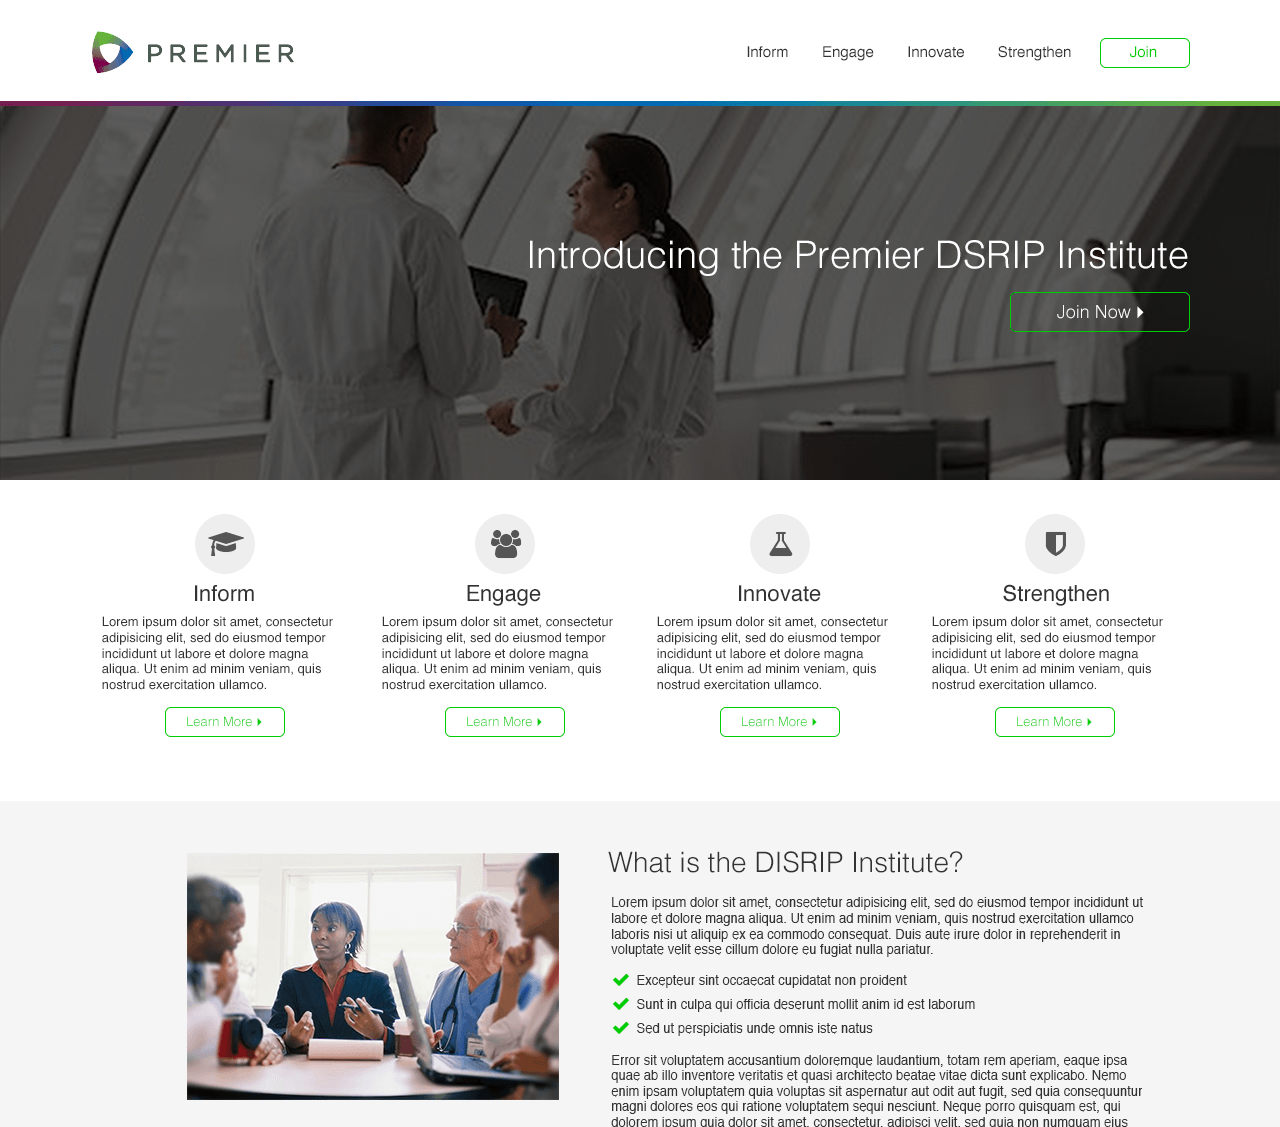 PREMIER
Inform Engage Innovate Strengthen Join
Introducing the Premier DSRIP Institute
Join Now
Inform
Lorem ipsum dolor sit amet, consectetur
adipisicing elit, sed do eiusmod tempor
incididunt ut labore et dolore magna
aliqua. Ut enim ad minim veniam, quis
nostrud exercitation ullamco.
Learn More
Engage
Lorem ipsum dolor sit amet, consectetur
adipisicing elit, sed do eiusmod tempor
incididunt ut labore et dolore magna
aliqua. Ut enim ad minim veniam, quis
nostrud exercitation ullamco.
Learn More
Innovate
Lorem ipsum dolor sit amet, consectetur
adipisicing elit, sed do eiusmod tempor
incididunt ut labore et dolore magna
aliqua. Ut enim ad minim veniam, quis
nostrud exercitation ullamco.
Learn More
Strengthen
Lorem ipsum dolor sit amet, consectetur
adipisicing elit, sed do eiusmod tempor
incididunt ut labore et dolore magna
aliqua. Ut enim ad minim veniam, quis
nostrud exercitation ullamco.
Learn More
What is the DISRIP Institute?
Lorem ipsum dolor sit amet, consectetur adipisicing elit, sed do eiusmod tempor incididunt ut
labore et dolore magna aliqua. Ut enim ad minim veniam, quis nostrud exercitation ullamco
laboris nisi ut aliquip ex ea commodo consequat. Duis aute irure dolor in reprehenderit in
voluptate velit esse cillum dolore eu fugiat nulla pariatur.
Excepteur sint occaecat cupidatat non proident
Sunt in culpa qui officia deserunt mollit anim id est laborum
Sed ut perspiciatis unde omnis iste natus
Error sit voluptatem accusantium doloremque laudantium, totam rem aperiam, eaque ipsa
quae ab illo inventore veritatis et quasi architecto beatae vitae dicta sunt explicabo. Nemo
enim ipsam voluptatem quia voluptas sit aspernatur aut odit aut fugit, sed quia consequuntur
magni dolores eos qui ratione voluptatem sequi nesciunt. Neque porro quisquam est, qui
dolorem ipsum quia dolor sit amet, consectetur, adipisci velit, sed quia non numquam eius